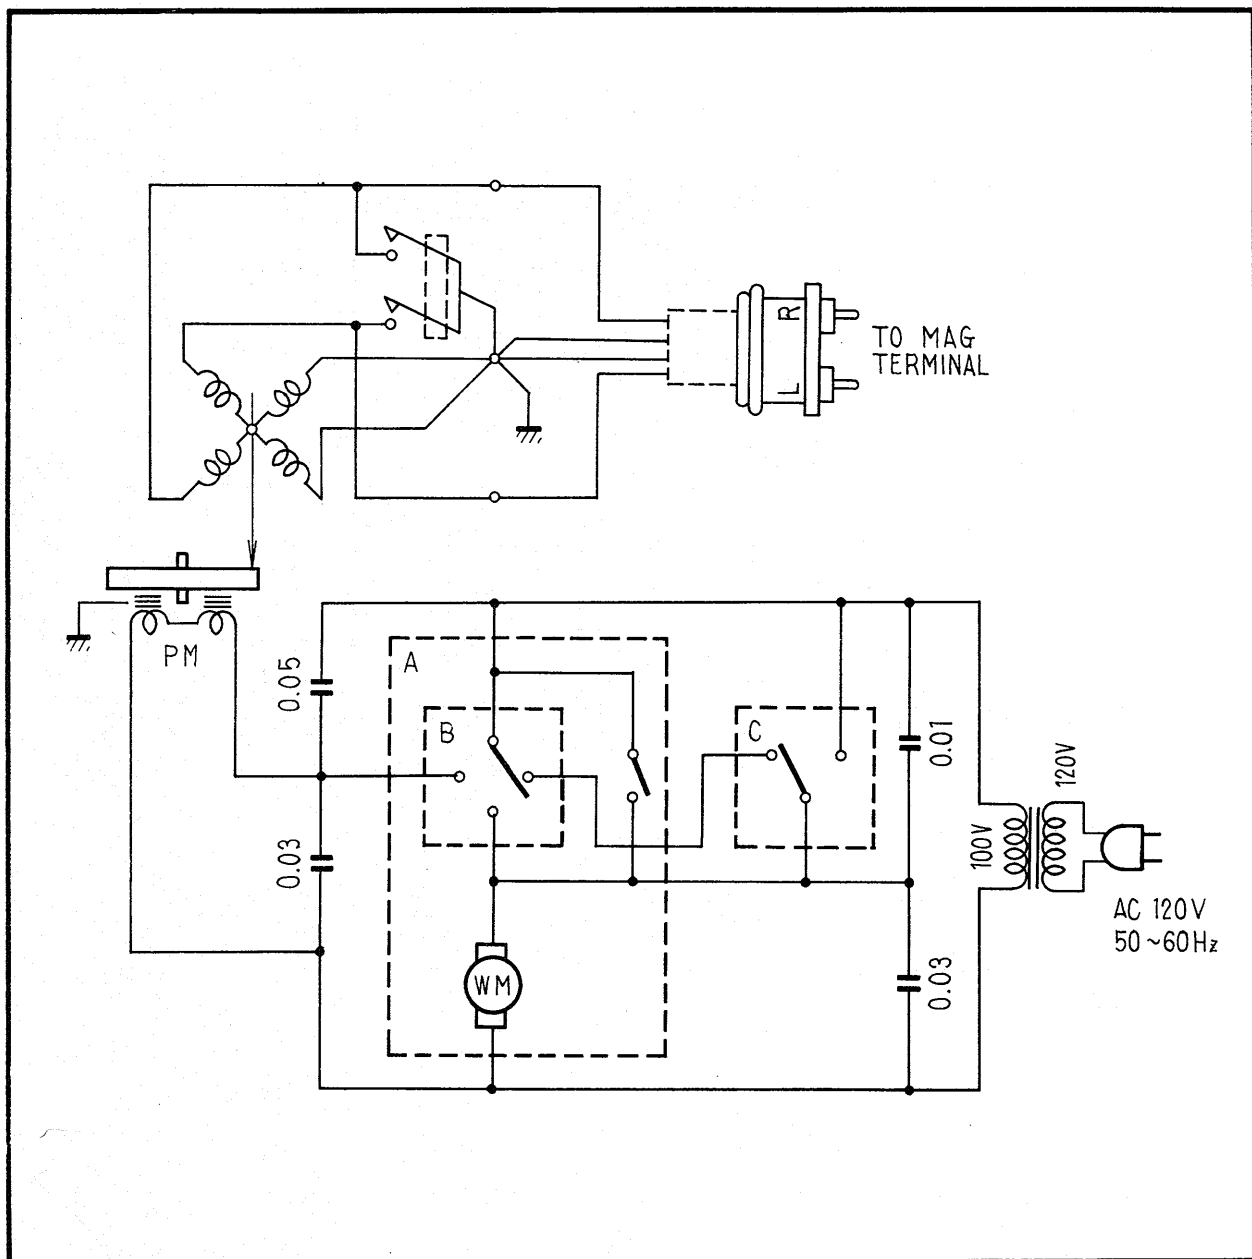 R
L
TO MAG
TERMINAL
PM
0.05
A
B
C
0.01
120V
100V
0.03
AC 120V
50~60Hz
WM
0.03